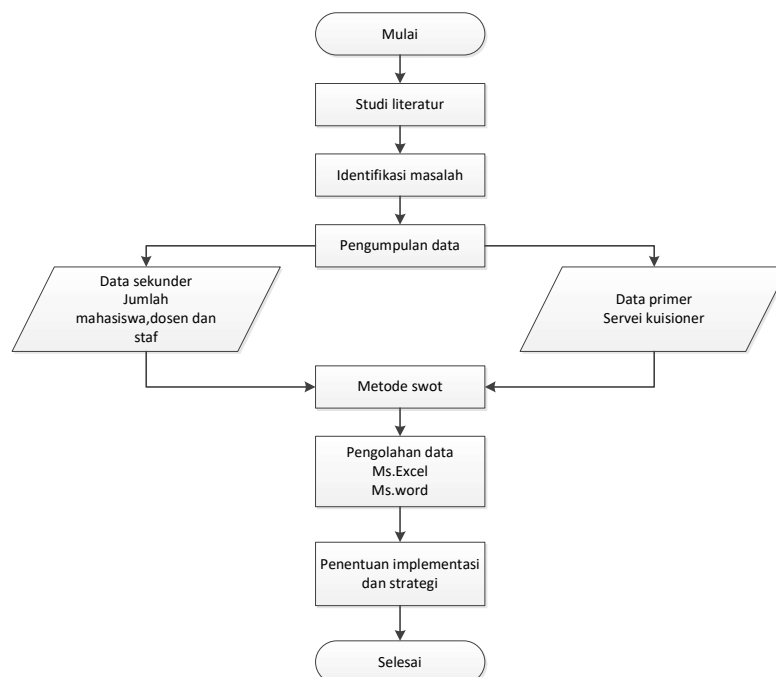 Mulai
Studi literatur
Identifikasi masalah
Pengumpulan data
Data sekunder
Jumlah
mahasiswa,dosen dan
staf
Data primer
Servei kuisioner
Metode swot
Pengolahan data
Ms.Excel
Ms.word
Penentuan implementasi
dan strategi
Selesai